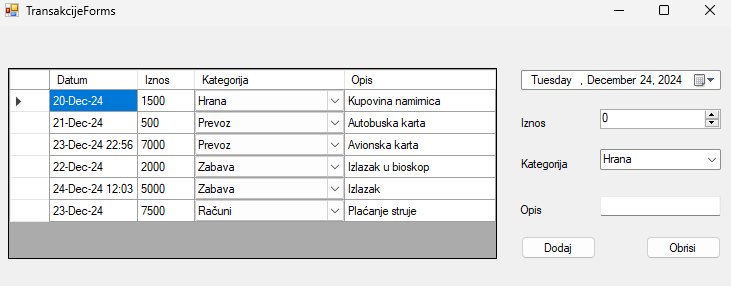 TransakcijeForms
Datum Iznos Kategorija Opis
20-Dec-24 1500 Hrana Kupovina namirnica
21-Dec-24 500 Prevoz Autobuska karta
23-Dec-24 22:56 7000 Prevoz Avionska karta
22-Dec-24 2000 Zabava Izlazak u bioskop
24-Dec-24 12:03 5000 Zabava Izlazak
23-Dec-24 7500 Računi Plaćanje struje
Tuesday , December 24, 2024
Iznos 0
Kategorija Hrana
Opis
Dodaj Obrisi